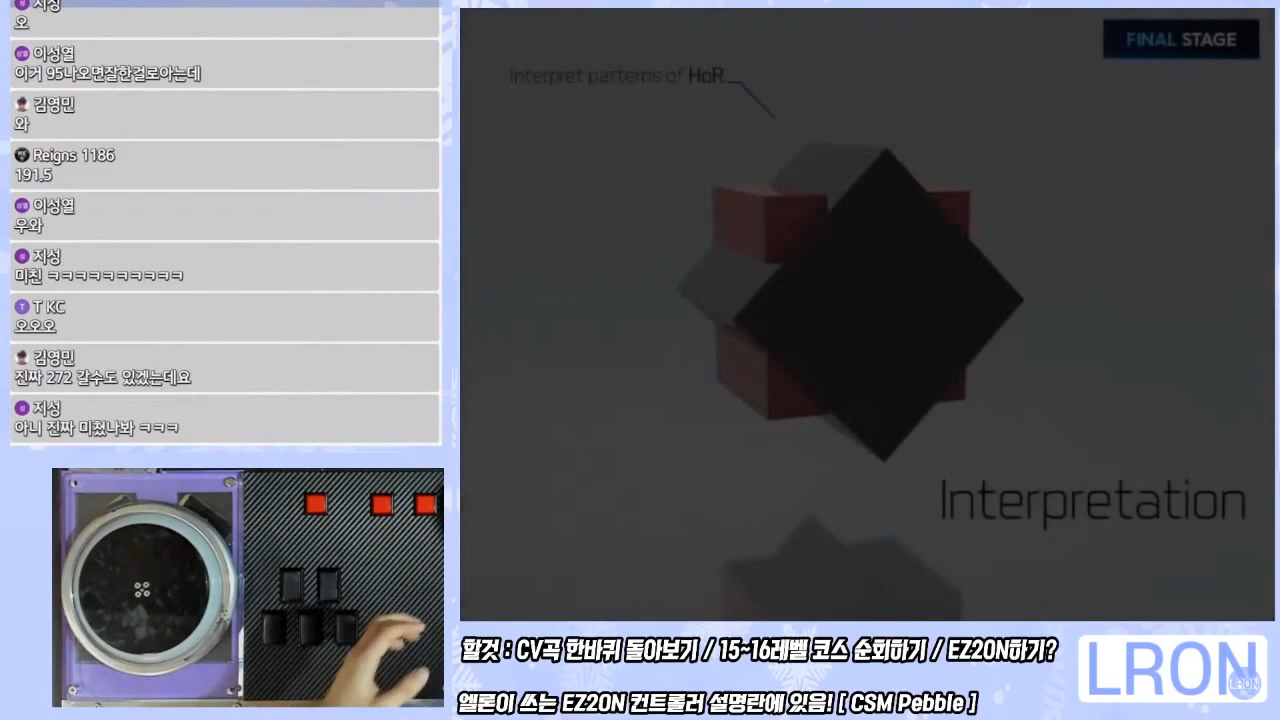 지성
오
이성열
이거 95나오면잘한걸로아는데
김영민
와
Reigns 1186
191.5
이성열
우와
지성
미친 ㅋㅋㅋㅋㅋㅋㅋㅋㅋㅋ
T KC
오오오
김영민
진짜 272 갈수도 있겠는데요
지성
아니 진짜 미쳤나봐 ㅋㅋㅋ
FINAL STAGE
Interpret patterns of HoR
Interpretation
할것 : CV곡 한바퀴 돌아보기 / 15~16레벨 코스 순회하기 / EZ2ON하기?
엘론이 쓰는 EZ2ON 컨트롤러 설명란에 있음! [ CSM Pebble ]
LRON
LRON